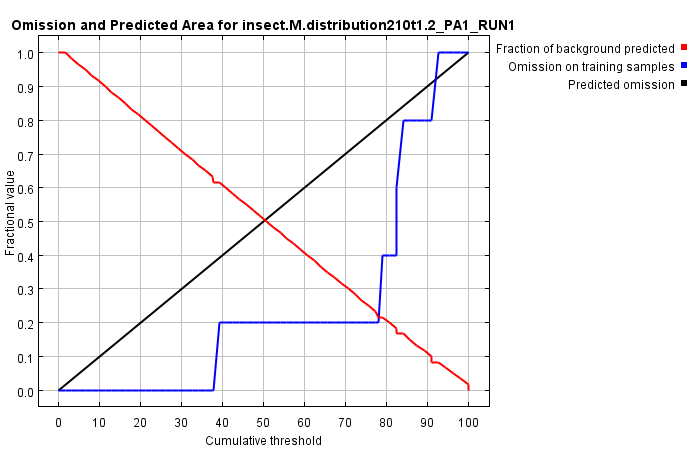 Omission and Predicted Area for insect.M.distribution210t1.2_PA1_RUN1
Fraction of background predicted
Omission on training samples
Predicted omission
Fractional value
1.0
0.9
0.8
0.7
0.6
0.5
0.4
0.3
0.2
0.1
0.0
0 10 20 30 40 50 60 70 80 90 100
Cumulative threshold